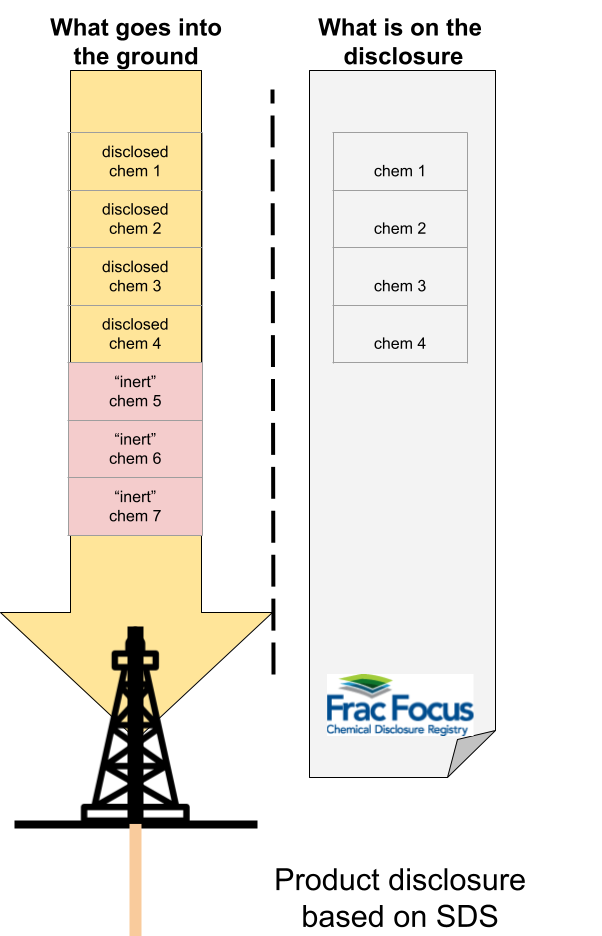 What goes into
the ground
disclosed
chem 1
disclosed
chem 2
disclosed
chem 3
disclosed
chem 4
“inert”
chem 5
“inert”
chem 6
“inert”
chem 7
What is on the
disclosure
chem 1
chem 2
chem 3
chem 4
Frac Focus
Chemical Disclosure Registry
Product disclosure
based on SDS